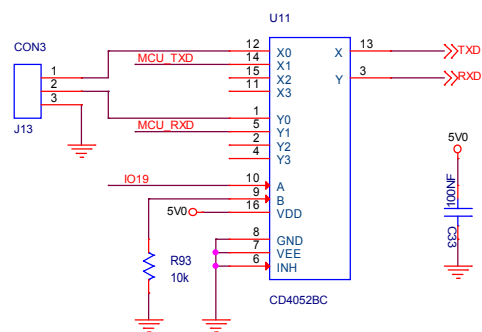 U11
CON3
12 X0 X 13 TXD
MCU_TXD 14 X1
1 15 X2 Y 3 RXD
2 11 X3
3
1 Y0
J13 MCU_RXD 5 Y1
2 Y2
4 Y3
5V0
IO19 10 A
9 B
5V0 16 VDD
100NF
C33
8 GND
R93 7 VEE
10k 6 INH
CD4052BC